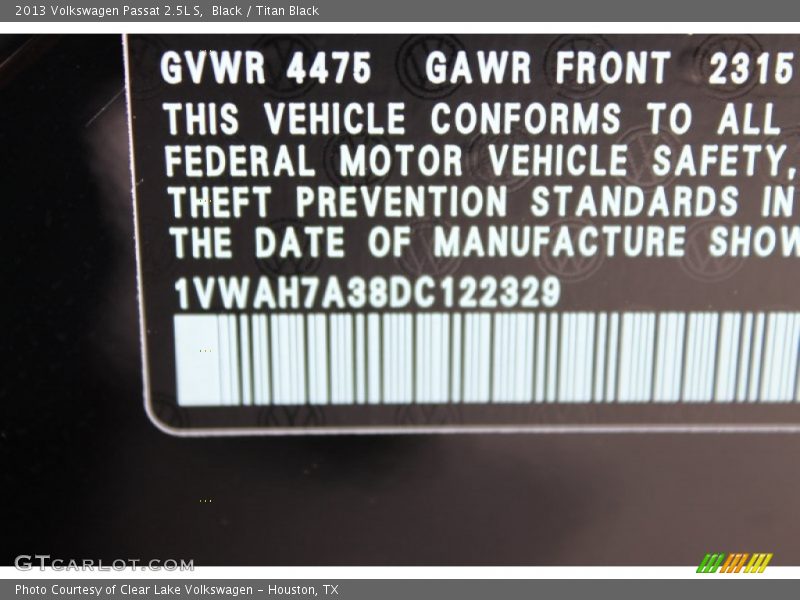 2013 Volkswagen Passat 2.5L S, Black / Titan Black
GVWR 4475 GAWR FRONT 2315
THIS VEHICLE CONFORMS TO ALL
FEDERAL MOTOR VEHICLE SAFETY,
THEFT PREVENTION STANDARDS IN
THE DATE OF MANUFACTURE SHOW
1VWAH7A38DC122329
GTCARLOT.COM
Photo Courtesy of Clear Lake Volkswagen - Houston, TX